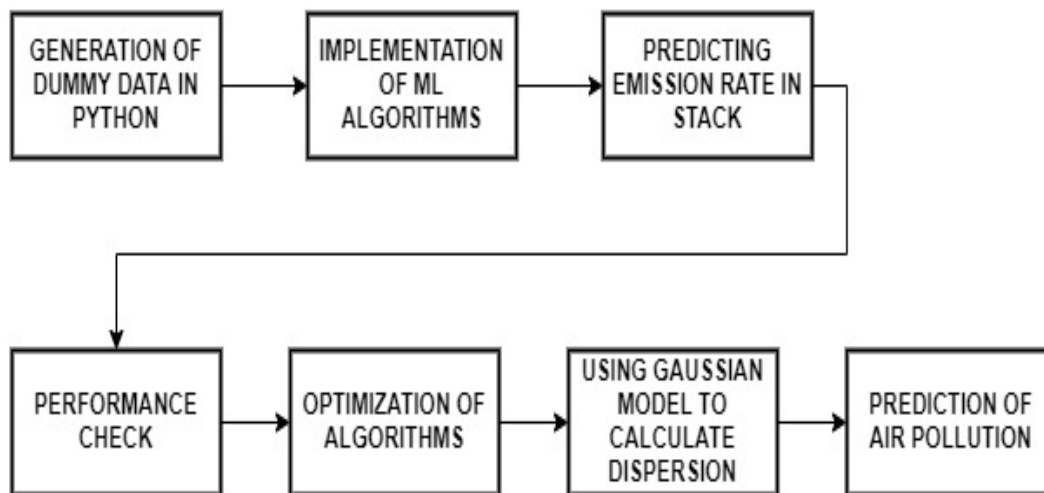 GENERATION OF
DUMMY DATA IN
PYTHON
IMPLEMENTATION
OF ML
ALGORITHMS
PREDICTING
EMISSION RATE IN
STACK
PERFORMANCE
CHECK
OPTIMIZATION OF
ALGORITHMS
USING GAUSSIAN
MODEL TO
CALCULATE
DISPERSION
PREDICTION OF
AIR POLLUTION